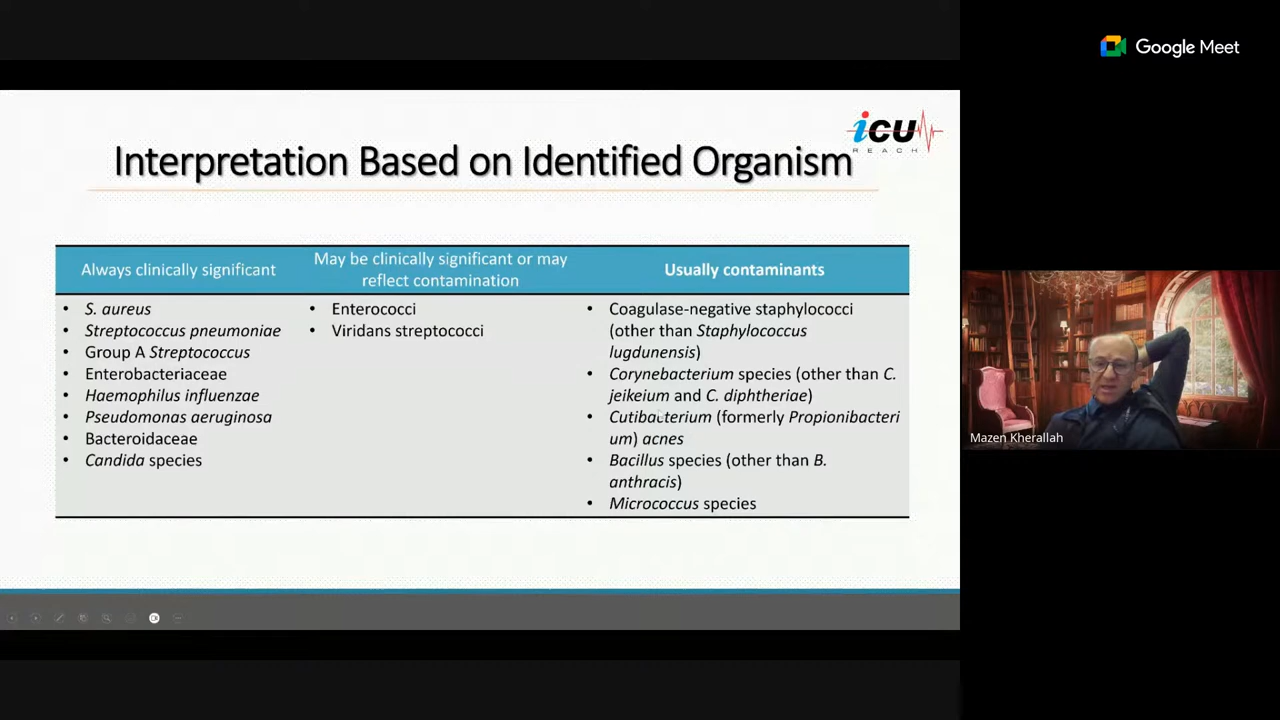 Google Meet
iCU
REACH
Interpretation Based on Identified Organism
Always clinically significant
May be clinically significant or may
reflect contamination
Usually contaminants
• S. aureus
• Streptococcus pneumoniae
• Group A Streptococcus
• Enterobacteriaceae
• Haemophilus influenzae
• Pseudomonas aeruginosa
• Bacteroidaceae
• Candida species
• Enterococci
• Viridans streptococci
• Coagulase-negative staphylococci
(other than Staphylococcus
lugdunensis)
• Corynebacterium species (other than C.
jeikeium and C. diphtheriae)
• Cutibacterium (formerly Propionibacteri
um) acnes
• Bacillus species (other than B.
anthracis)
• Micrococcus species
Mazen Kherallah